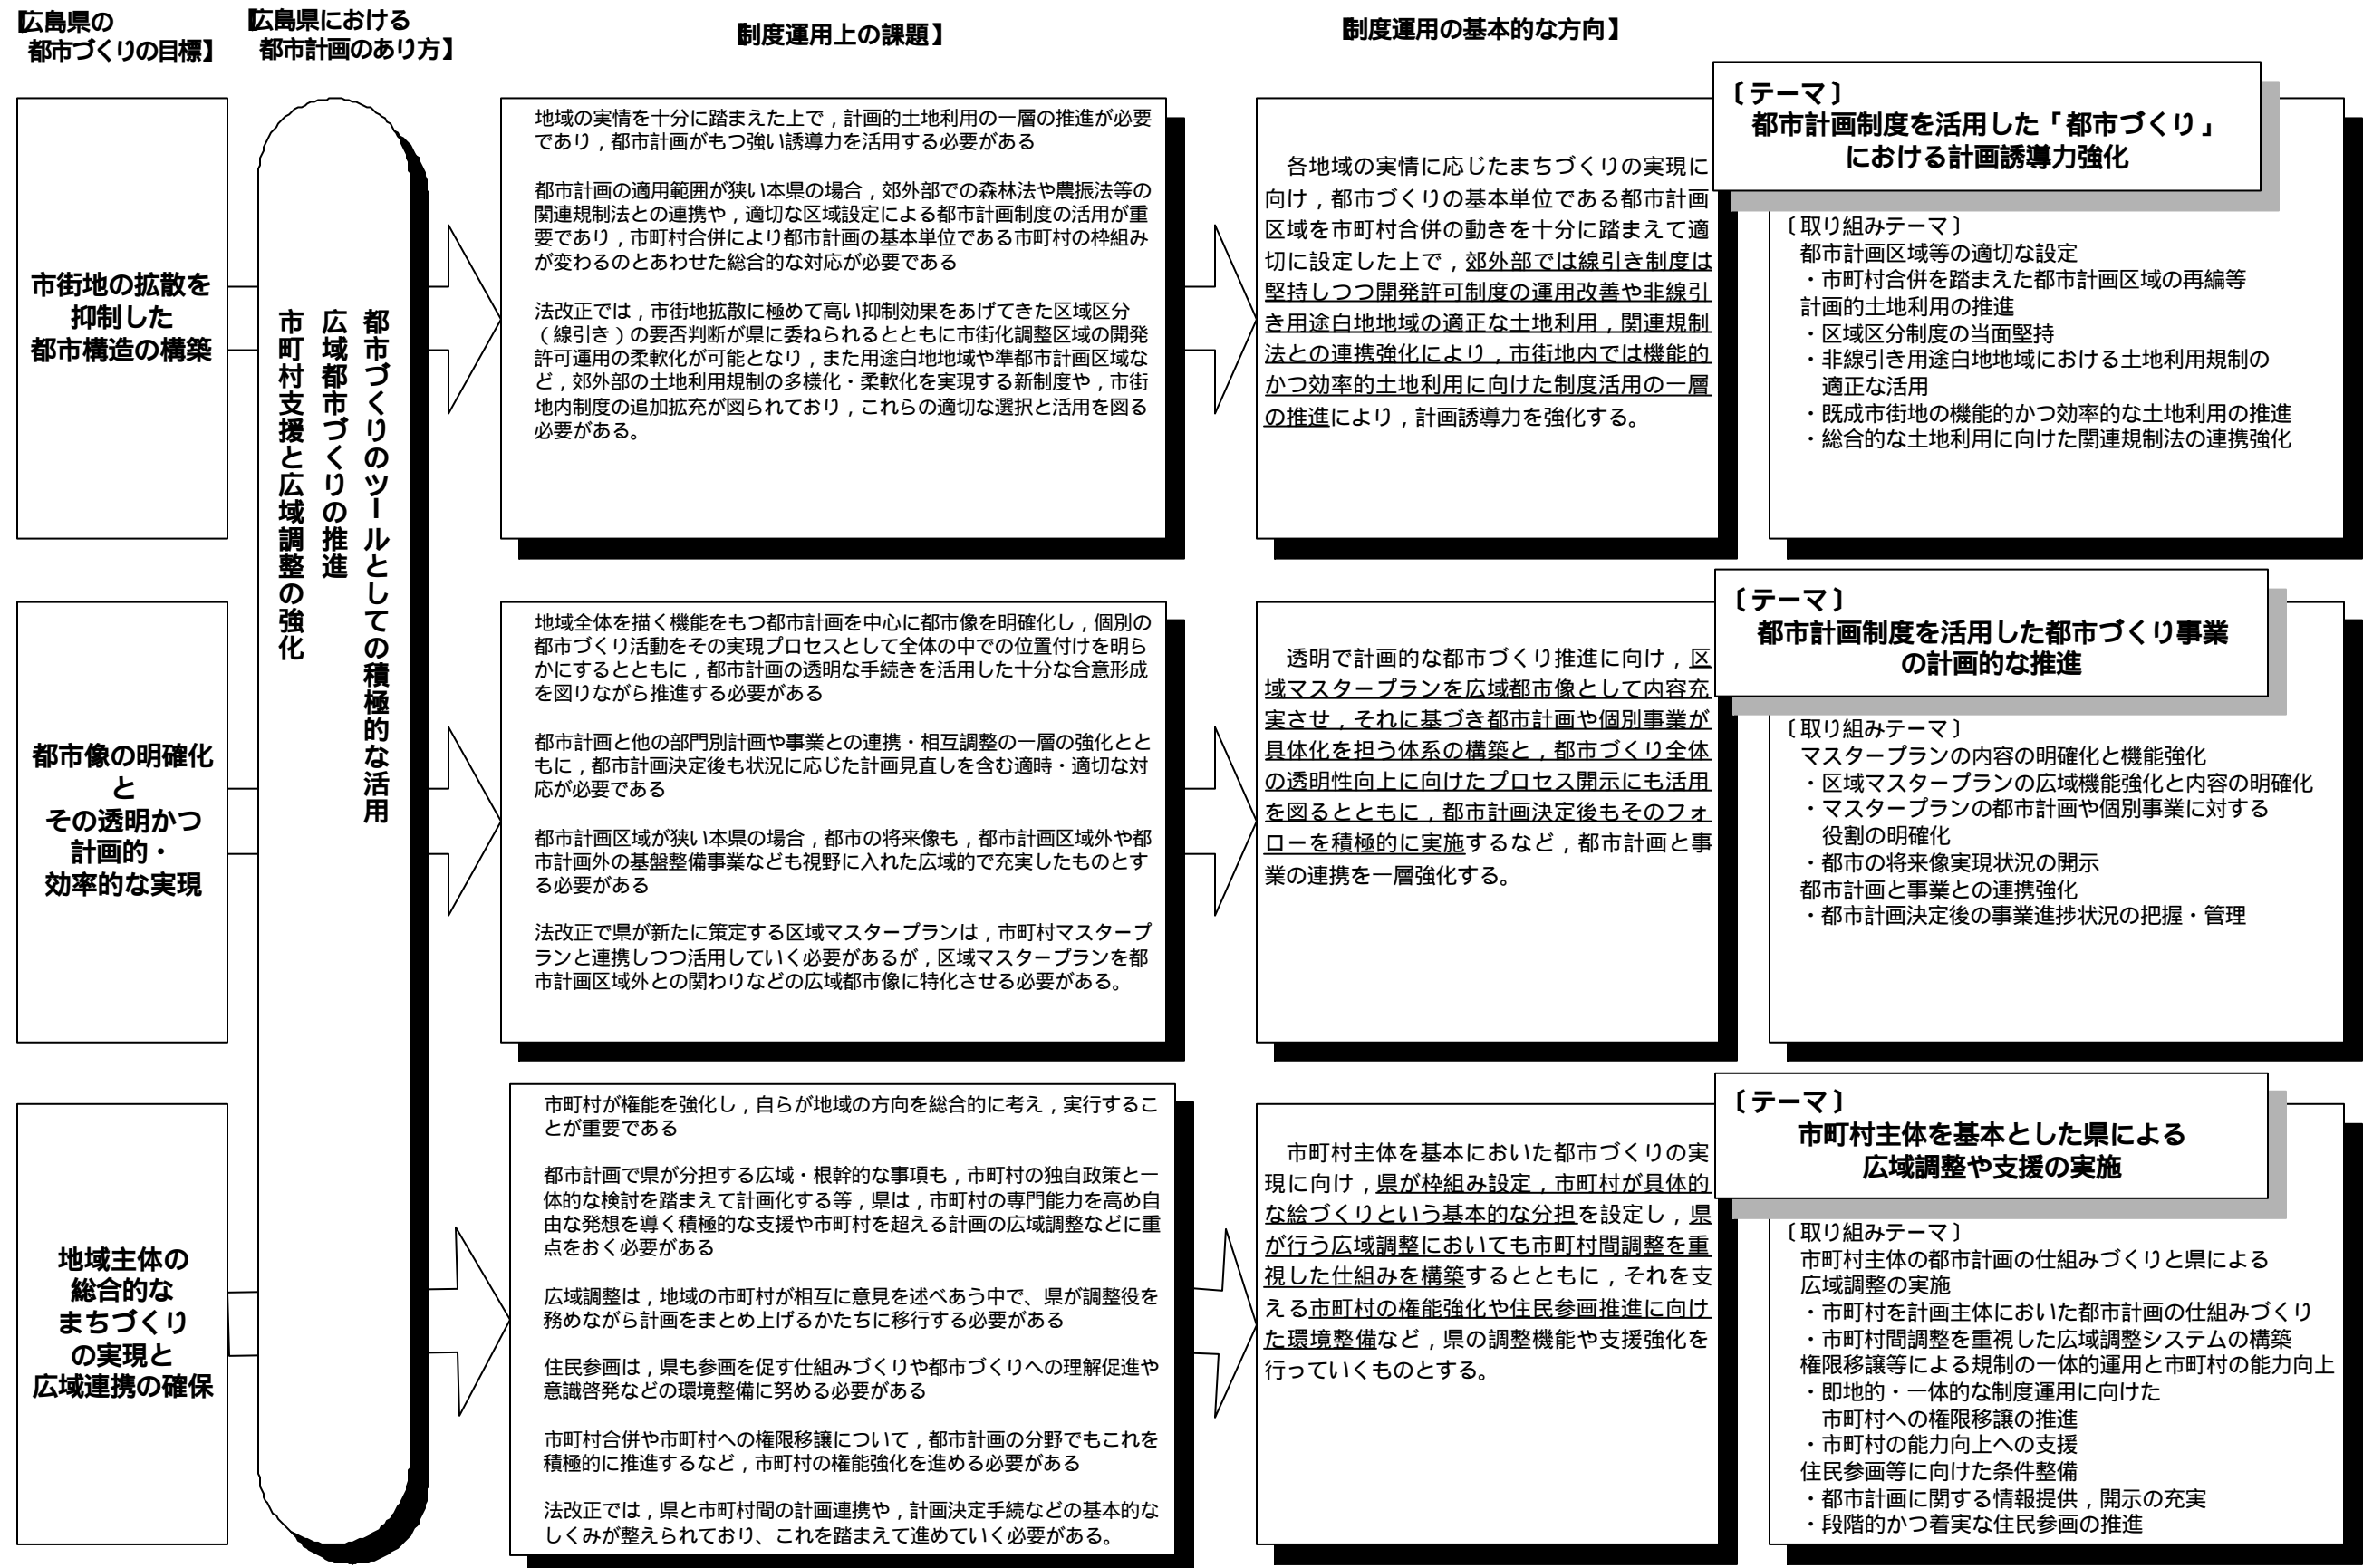 【広島県の
都市づくりの目標】
【広島県における
都市計画のあり方】
【制度運用上の課題】
【制度運用の基本的な方向】
市街地の拡散を
抑制した
都市構造の構築
都市像の明確化
と
その透明かつ
計画的・
効率的な実現
地域主体の
総合的な
まちづくり
の実現と
広域連携の確保
都市づくりのツールとしての積極的な活用
広域都市づくりの推進
市町村支援と広域調整の強化
地域の実情を十分に踏まえた上で，計画的土地利用の一層の推進が必要
であり，都市計画がもつ強い誘導力を活用する必要がある
都市計画の適用範囲が狭い本県の場合，郊外部での森林法や農振法等の
関連規制法との連携や，適切な区域設定による都市計画制度の活用が重
要であり，市町村合併により都市計画の基本単位である市町村の枠組み
が変わるのとあわせた総合的な対応が必要である
法改正では，市街地拡散に極めて高い抑制効果をあげてきた区域区分
（線引き）の要否判断が県に委ねられるとともに市街化調整区域の開発
許可運用の柔軟化が可能となり，また用途白地地域や準都市計画区域な
ど，郊外部の土地利用規制の多様化・柔軟化を実現する新制度や，市街
地内制度の追加拡充が図られており，これらの適切な選択と活用を図る
必要がある。
各地域の実情に応じたまちづくりの実現に
向け，都市づくりの基本単位である都市計画
区域を市町村合併の動きを十分に踏まえて適
切に設定した上で，郊外部では線引き制度は
堅持しつつ開発許可制度の運用改善や非線引
き用途白地地域の適正な土地利用，関連規制
法との連携強化により，市街地内では機能的
かつ効率的土地利用に向けた制度活用の一層
の推進により，計画誘導力を強化する。
〔テーマ〕
都市計画制度を活用した「都市づくり」
における計画誘導力強化
〔取り組みテーマ〕
都市計画区域等の適切な設定
・市町村合併を踏まえた都市計画区域の再編等
計画的土地利用の推進
・区域区分制度の当面堅持
・非線引き用途白地地域における土地利用規制の
適正な活用
・既成市街地の機能的かつ効率的な土地利用の推進
・総合的な土地利用に向けた関連規制法の連携強化
地域全体を描く機能をもつ都市計画を中心に都市像を明確化し，個別の
都市づくり活動をその実現プロセスとして全体の中での位置付けを明ら
かにするとともに，都市計画の透明な手続きを活用した十分な合意形成
を図りながら推進する必要がある
都市計画と他の部門別計画や事業との連携・相互調整の一層の強化とと
もに，都市計画決定後も状況に応じた計画見直しを含む適時・適切な対
応が必要である
都市計画区域が狭い本県の場合，都市の将来像も，都市計画区域外や都
市計画外の基盤整備事業なども視野に入れた広域的で充実したものとす
る必要がある
法改正で県が新たに策定する区域マスタープランは，市町村マスタープ
ランと連携しつつ活用していく必要があるが，区域マスタープランを都
市計画区域外との関わりなどの広域都市像に特化させる必要がある。
透明で計画的な都市づくり推進に向け，区
域マスタープランを広域都市像として内容充
実させ，それに基づき都市計画や個別事業が
具体化を担う体系の構築と，都市づくり全体
の透明性向上に向けたプロセス開示にも活用
を図るとともに，都市計画決定後もそのフォ
ローを積極的に実施するなど，都市計画と事
業の連携を一層強化する。
〔テーマ〕
都市計画制度を活用した都市づくり事業
の計画的な推進
〔取り組みテーマ〕
マスタープランの内容の明確化と機能強化
・区域マスタープランの広域機能強化と内容の明確化
・マスタープランの都市計画や個別事業に対する
役割の明確化
・都市の将来像実現状況の開示
都市計画と事業との連携強化
・都市計画決定後の事業進捗状況の把握・管理
市町村が権能を強化し，自らが地域の方向を総合的に考え，実行するこ
とが重要である
都市計画で県が分担する広域・根幹的な事項も，市町村の独自政策と一
体的な検討を踏まえて計画化する等，県は，市町村の専門能力を高め自
由な発想を導く積極的な支援や市町村を超える計画の広域調整などに重
点をおく必要がある
広域調整は，地域の市町村が相互に意見を述べあう中で、県が調整役を
務めながら計画をまとめ上げるかたちに移行する必要がある
住民参画は，県も参画を促す仕組みづくりや都市づくりへの理解促進や
意識啓発などの環境整備に努める必要がある
市町村合併や市町村への権限移譲について，都市計画の分野でもこれを
積極的に推進するなど，市町村の権能強化を進める必要がある
法改正では，県と市町村間の計画連携や，計画決定手続などの基本的な
しくみが整えられており、これを踏まえて進めていく必要がある。
市町村主体を基本においた都市づくりの実
現に向け，県が枠組み設定，市町村が具体的
な絵づくりという基本的な分担を設定し，県
が行う広域調整においても市町村間調整を重
視した仕組みを構築するとともに，それを支
える市町村の権能強化や住民参画推進に向け
た環境整備など，県の調整機能や支援強化を
行っていくものとする。
〔テーマ〕
市町村主体を基本とした県による
広域調整や支援の実施
〔取り組みテーマ〕
市町村主体の都市計画の仕組みづくりと県による
広域調整の実施
・市町村を計画主体においた都市計画の仕組みづくり
・市町村間調整を重視した広域調整システムの構築
権限移譲等による規制の一体的運用と市町村の能力向上
・即地的・一体的な制度運用に向けた
市町村への権限移譲の推進
・市町村の能力向上への支援
住民参画等に向けた条件整備
・都市計画に関する情報提供，開示の充実
・段階的かつ着実な住民参画の推進